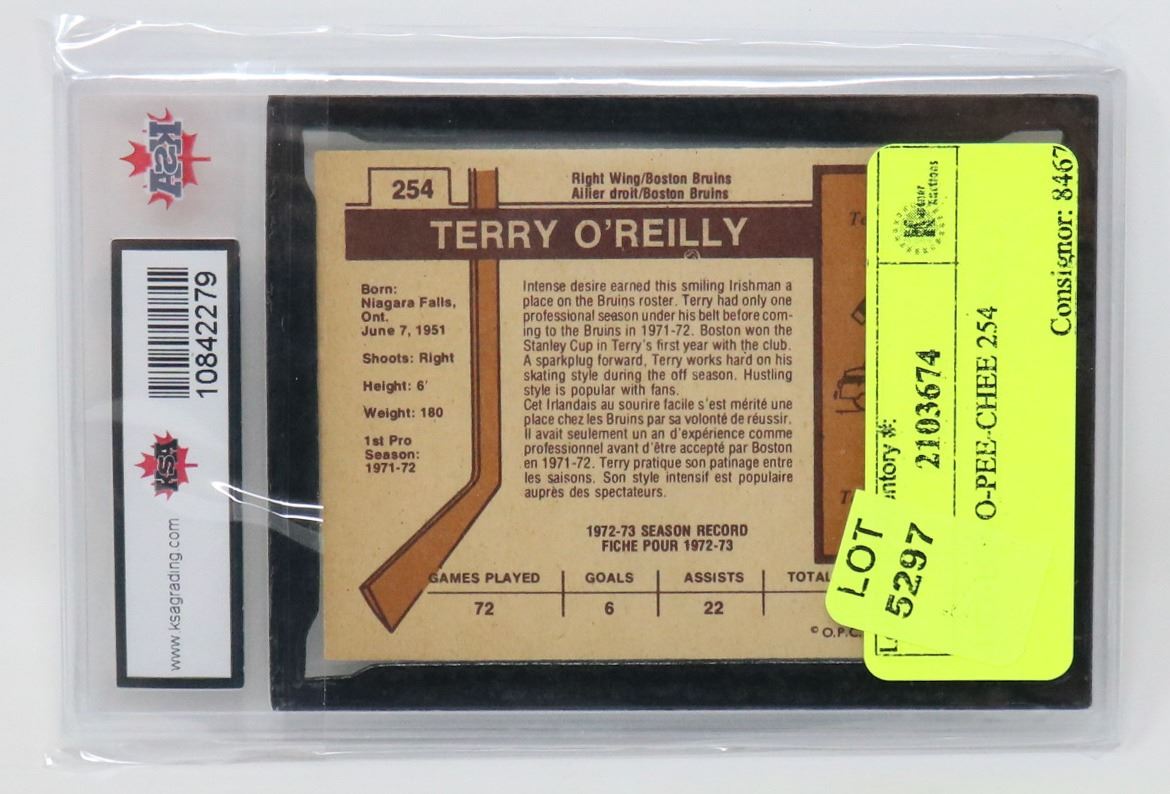 KSA
10842279
KSA
www.ksagrading.com
254
Right Wing/Boston Bruins
Ailier droit/Boston Bruins
TERRY O'REILLY
Born:
Niagara Falls,
Ont.
June 7, 1951
Shoots: Right
Height: 6'
Weight: 180
1st Pro
Season:
1971-72
Intense desire earned this smiling Irishman a
place on the Bruins roster. Terry had only one
professional season under his belt before com-
ing to the Bruins in 1971-72. Boston won the
Stanley Cup in Terry's first year with the club.
A sparkplug forward, Terry works hard on his
skating style during the off season. Hustling
style is popular with fans.
Cet Irlandais au sourire facile s'est mérité une
place chez les Bruins par sa volonté de réussir.
Il avait seulement un an d'expérience comme
professionnel avant d'être accepté par Boston
en 1971-72. Terry pratique son patinage entre
les saisons. Son style intensif est populaire
auprès des spectateurs.
1972-73 SEASON RECORD
FICHE POUR 1972-73
GAMES PLAYED GOALS ASSISTS TOTAL
72 6 22
© O.P.C.
Auctions
ntory #:
2103674
O-PEE-CHEE 254
Consignor: 8467
LOT
5297